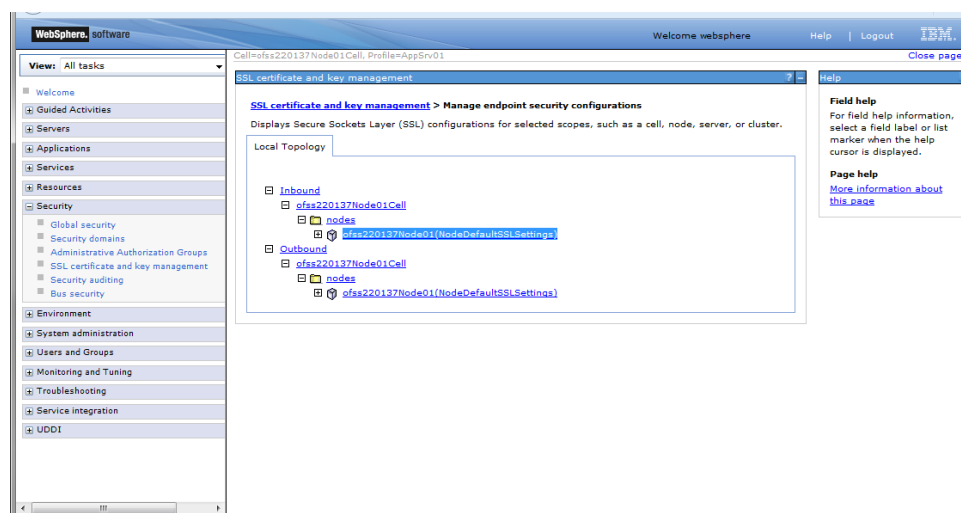 WebSphere. software
Welcome websphere
Help | Logout
IBM.
View: All tasks
Cell=ofss220137Node01Cell, Profile=AppSrv01
Close page
Welcome
Guided Activities
Servers
Applications
Services
Resources
Security
Global security
Security domains
Administrative Authorization Groups
SSL certificate and key management
Security auditing
Bus security
Environment
System administration
Users and Groups
Monitoring and Tuning
Troubleshooting
Service integration
UDDI
SSL certificate and key management
? -
SSL certificate and key management > Manage endpoint security configurations
Displays Secure Sockets Layer (SSL) configurations for selected scopes, such as a cell, node, server, or cluster.
Local Topology
Inbound
ofss220137Node01Cell
nodes
ofss220137Node01(NodeDefaultSSLSettings)
Outbound
ofss220137Node01Cell
nodes
ofss220137Node01(NodeDefaultSSLSettings)
Help
Field help
For field help information,
select a field label or list
marker when the help
cursor is displayed.
Page help
More information about
this page